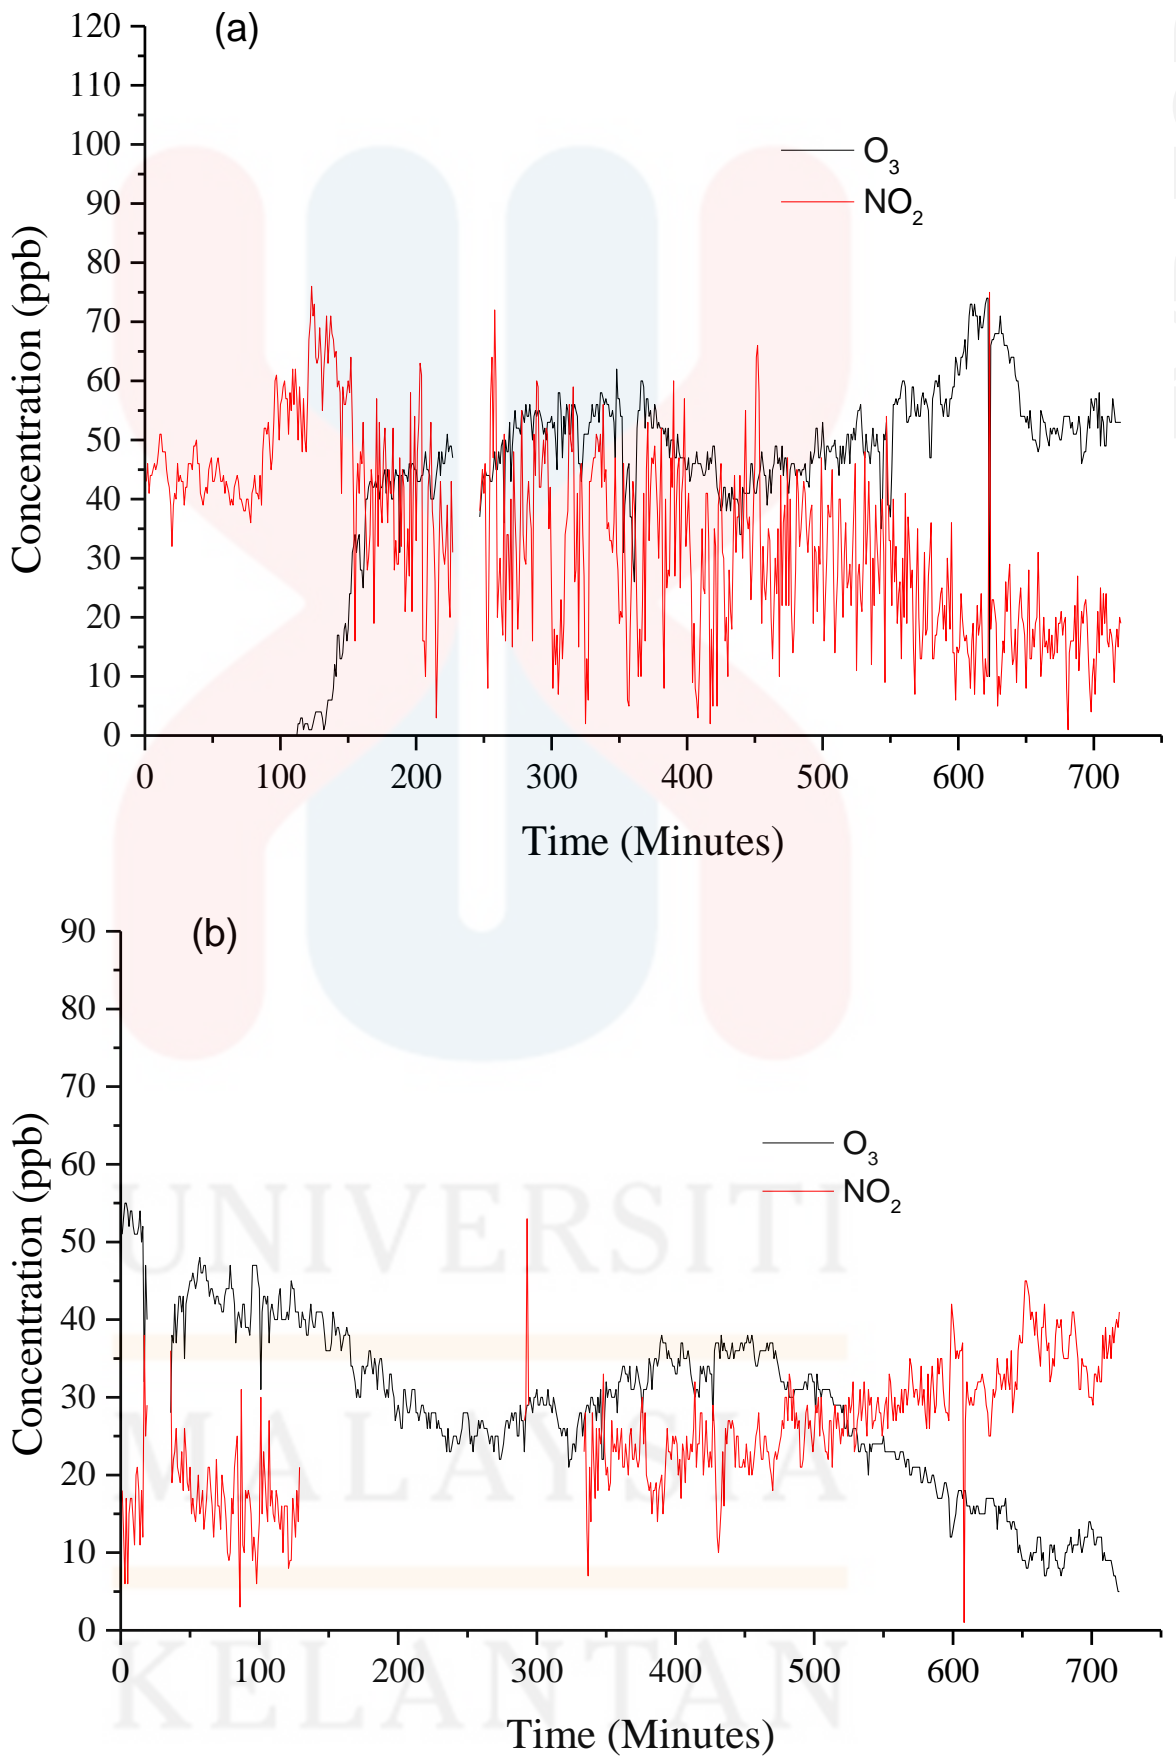 (a)
120
110
100
90
80
70
60
50
40
30
20
10
0
Concentration (ppb)
O₃
NO₂
0 100 200 300 400 500 600 700
Time (Minutes)
(b)
90
80
70
60
50
40
30
20
10
0
Concentration (ppb)
O₃
NO₂
0 100 200 300 400 500 600 700
Time (Minutes)
UNIVERSITI
MALAYSIA
KELANTAN